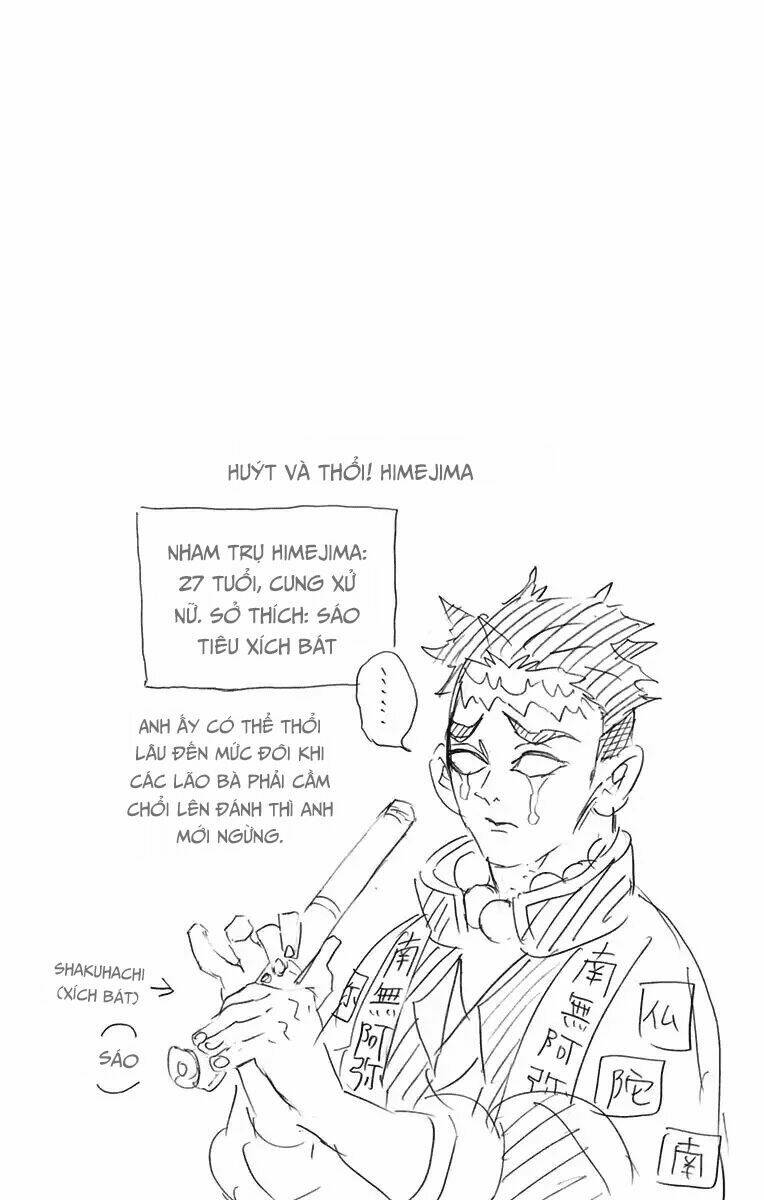 HUÝT VÀ THỔI! HIMEJIMA
NHAM TRỤ HIMEJIMA:
27 TUỔI, CUNG XỬ
NỮ. SỞ THÍCH: SÁO
TIÊU XÍCH BÁT
ANH ẤY CÓ THỂ THỔI
LÂU ĐẾN MỨC ĐÔI KHI
CÁC LÃO BÀ PHẢI CẦM
CHỔI LÊN ĐÁNH THÌ ANH
MỚI NGỪNG.
SHAKUHACHI
(XÍCH BÁT)
SÁO
南無阿弥
南無阿弥
仏
陀
南